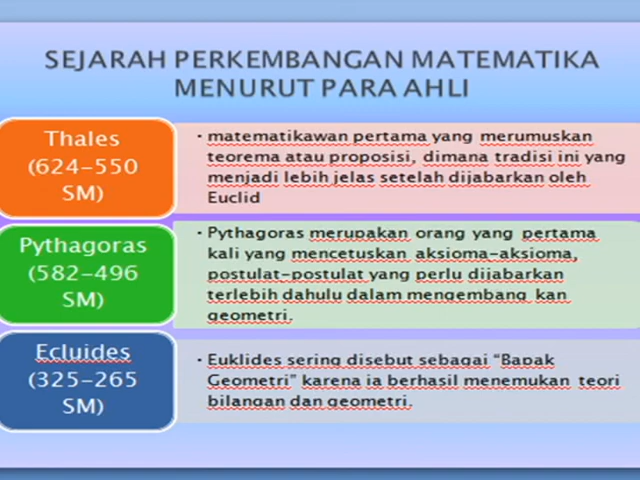 SEJARAH PERKEMBANGAN MATEMATIKA
MENURUT PARA AHLI
Thales
(624-550
SM)
• matematikawan pertama yang merumuskan
teorema atau proposisi, dimana tradisi ini yang
menjadi lebih jelas setelah dijabarkan oleh
Euclid
Pythagoras
(582-496
SM)
• Pythagoras merupakan orang yang pertama
kali yang mencetuskan aksioma-aksioma,
postulat-postulat yang perlu dijabarkan
terlebih dahulu dalam mengembang kan
geometri.
Ecluides
(325-265
SM)
• Euklides sering disebut sebagai “Bapak
Geometri” karena ia berhasil menemukan teori
bilangan dan geometri.